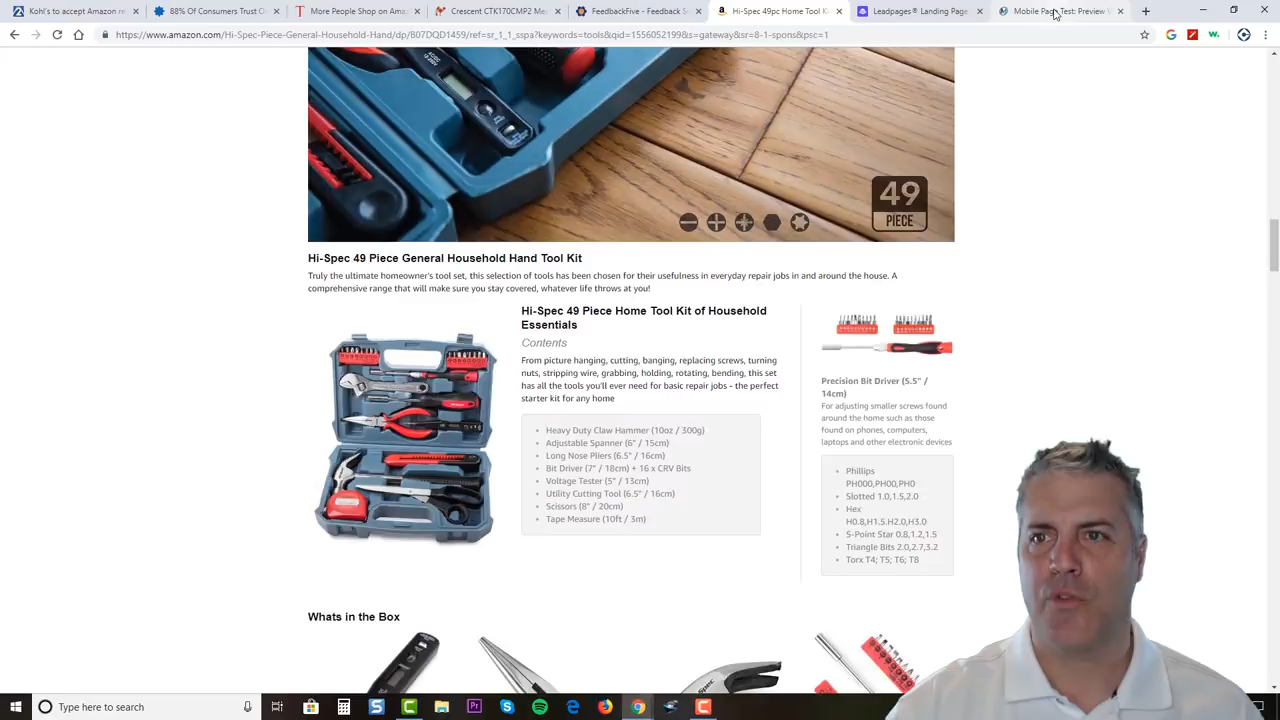 Kohl's to accept Amazon re
88% Of Consumers Trust O
More People Shop on Amaz
Crescent CTK170CMP2 Me
FeedbackFive - Feedback S
Hi-Spec 49pc Home Tool K
Leadpages® Landing Page
Mobile Page Test: Preview
https://www.amazon.com/Hi-Spec-Piece-General-Household-Hand/dp/B07DQD1459/ref=sr_1_1_sspa?keywords=tools&qid=1556052199&s=gateway&sr=8-1-spons&psc=1
49
PIECE
Hi-Spec 49 Piece General Household Hand Tool Kit
Truly the ultimate homeowner's tool set, this selection of tools has been chosen for their usefulness in everyday repair jobs in and around the house. A
comprehensive range that will make sure you stay covered, whatever life throws at you!
Hi-Spec 49 Piece Home Tool Kit of Household
Essentials
Contents
From picture hanging, cutting, banging, replacing screws, turning
nuts, stripping wire, grabbing, holding, rotating, bending, this set
has all the tools you'll ever need for basic repair jobs - the perfect
starter kit for any home
Heavy Duty Claw Hammer (10oz / 300g)
Adjustable Spanner (6" / 15cm)
Long Nose Pliers (6.5" / 16cm)
Bit Driver (7" / 18cm) + 16 x CRV Bits
Voltage Tester (5" / 13cm)
Utility Cutting Tool (6.5" / 16cm)
Scissors (8" / 20cm)
Tape Measure (10ft / 3m)
Precision Bit Driver (5.5" /
14cm)
For adjusting smaller screws found
around the home such as those
found on phones, computers,
laptops and other electronic devices
Phillips
PH000,PH00,PH0
Slotted 1.0,1.5,2.0
Hex
H0.8,H1.5.H2.0,H3.0
5-Point Star 0.8,1.2,1.5
Triangle Bits 2.0,2.7,3.2
Torx T4; T5; T6; T8
Whats in the Box
Type here to search